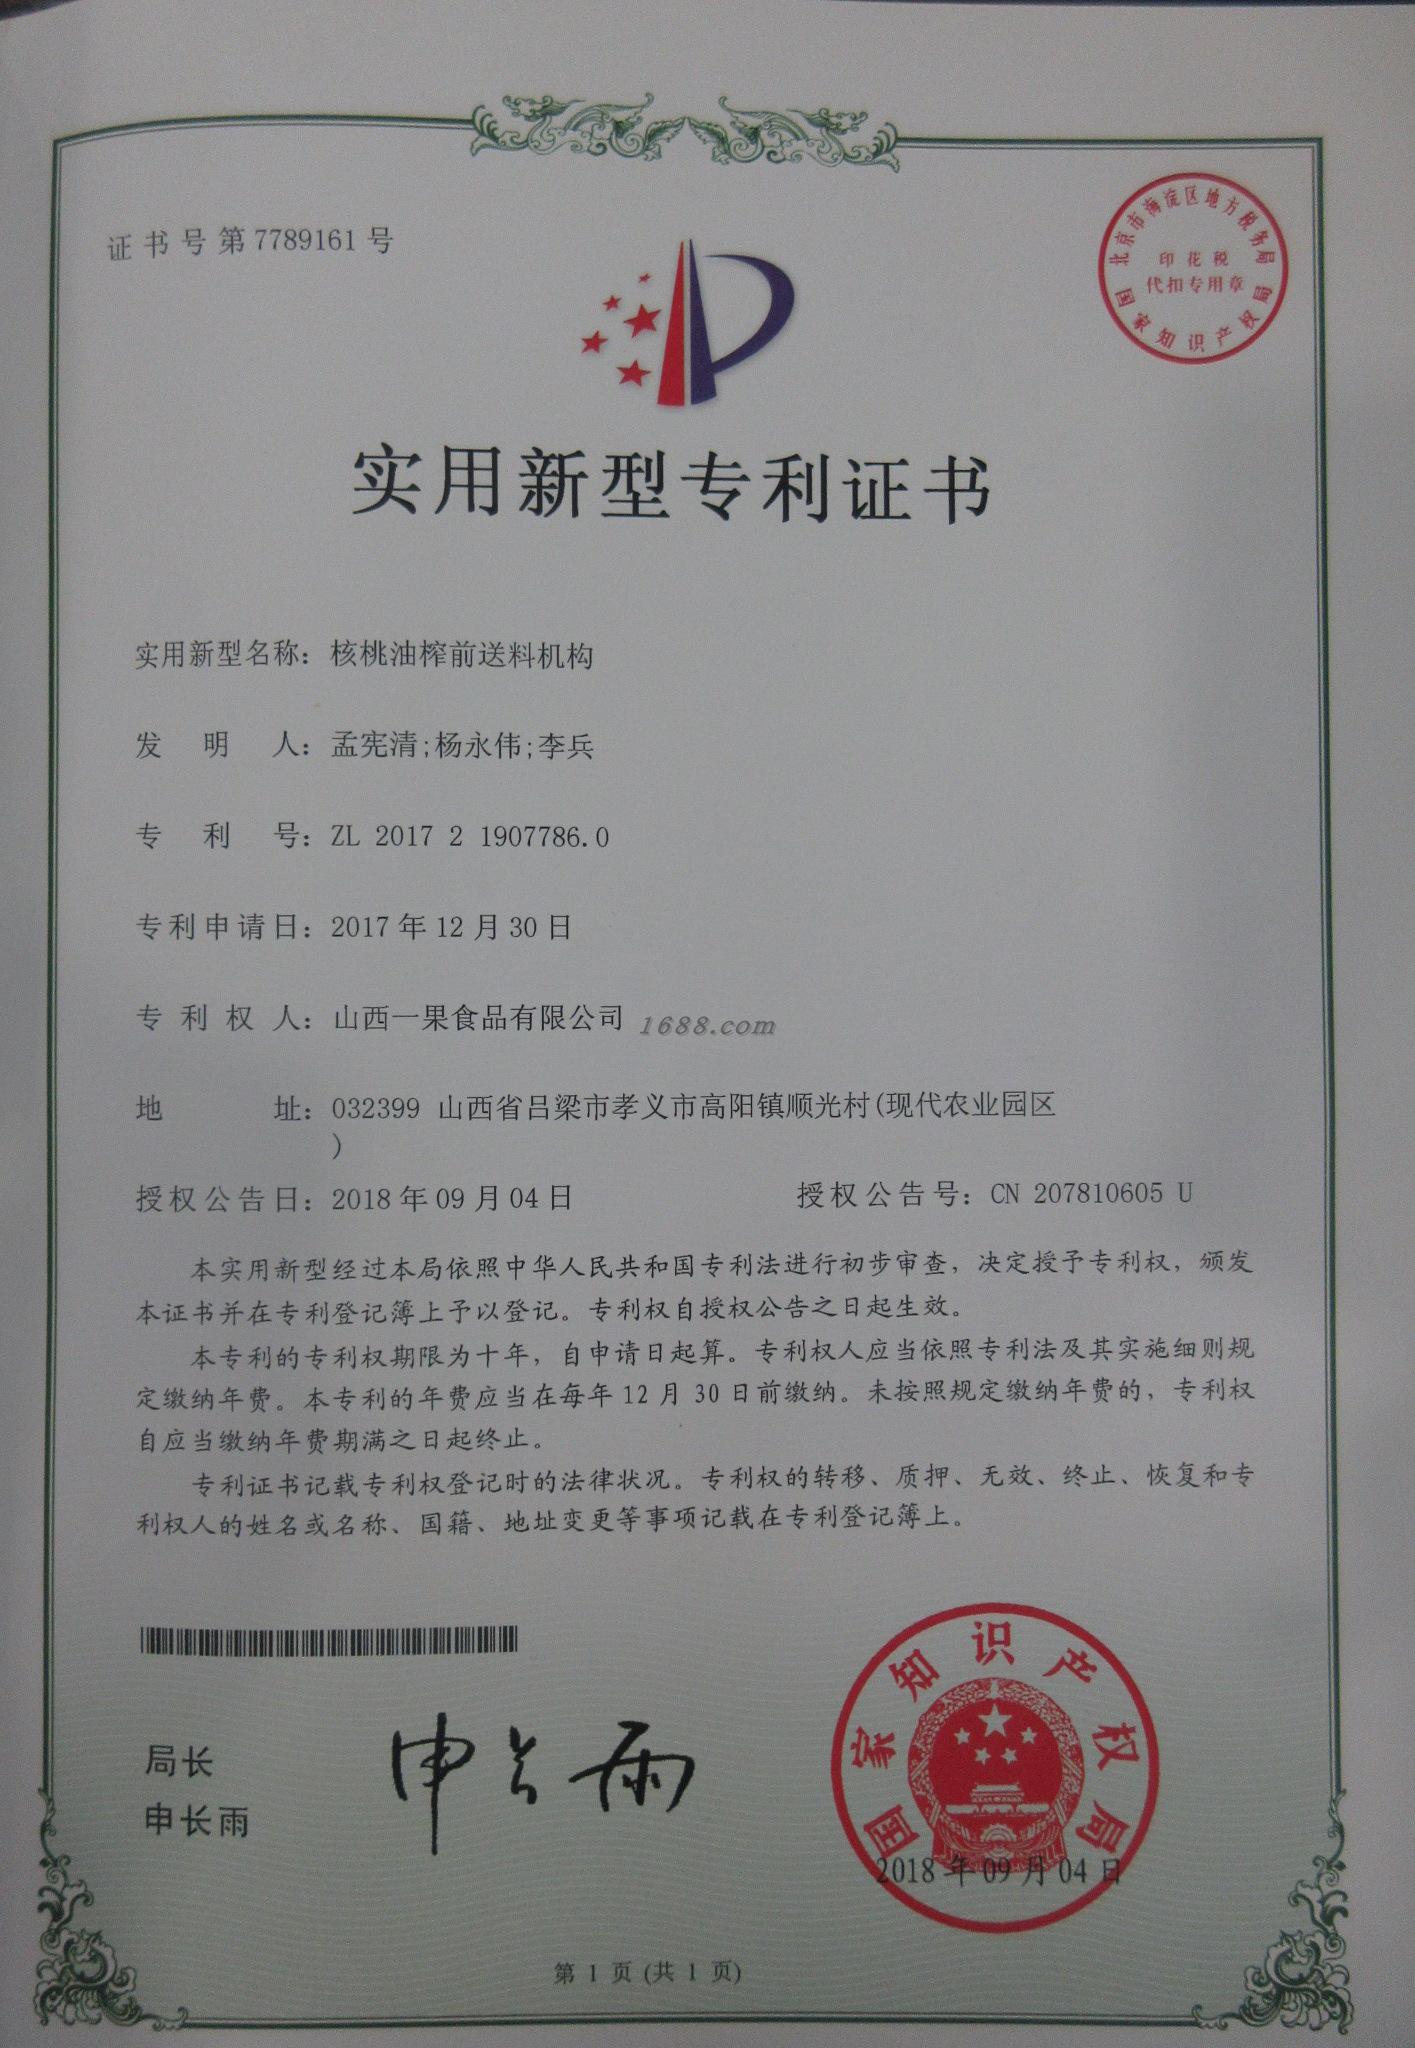 证书号第7789161号
北京市海淀区地方税务局
印花税
代扣专用章
国家知识产权局
实用新型专利证书
实用新型名称：核桃油榨前送料机构
发明人：孟宪清;杨永伟;李兵
专利号：ZL 2017 2 1907786.0
专利申请日：2017年12月30日
专利权人：山西一果食品有限公司 1688.com
地址：032399 山西省吕梁市孝义市高阳镇顺光村(现代农业园区
)
授权公告日：2018年09月04日 授权公告号：CN 207810605 U
本实用新型经过本局依照中华人民共和国专利法进行初步审查，决定授予专利权，颁发
本证书并在专利登记簿上予以登记。专利权自授权公告之日起生效。
本专利的专利权期限为十年，自申请日起算。专利权人应当依照专利法及其实施细则规
定缴纳年费。本专利的年费应当在每年12月30日前缴纳。未按照规定缴纳年费的，专利权
自应当缴纳年费期满之日起终止。
专利证书记载专利权登记时的法律状况。专利权的转移、质押、无效、终止、恢复和专
利权人的姓名或名称、国籍、地址变更等事项记载在专利登记簿上。
局长
申长雨
申长雨
国家知识产权局
2018年09月04日
第 1 页 (共 1 页)